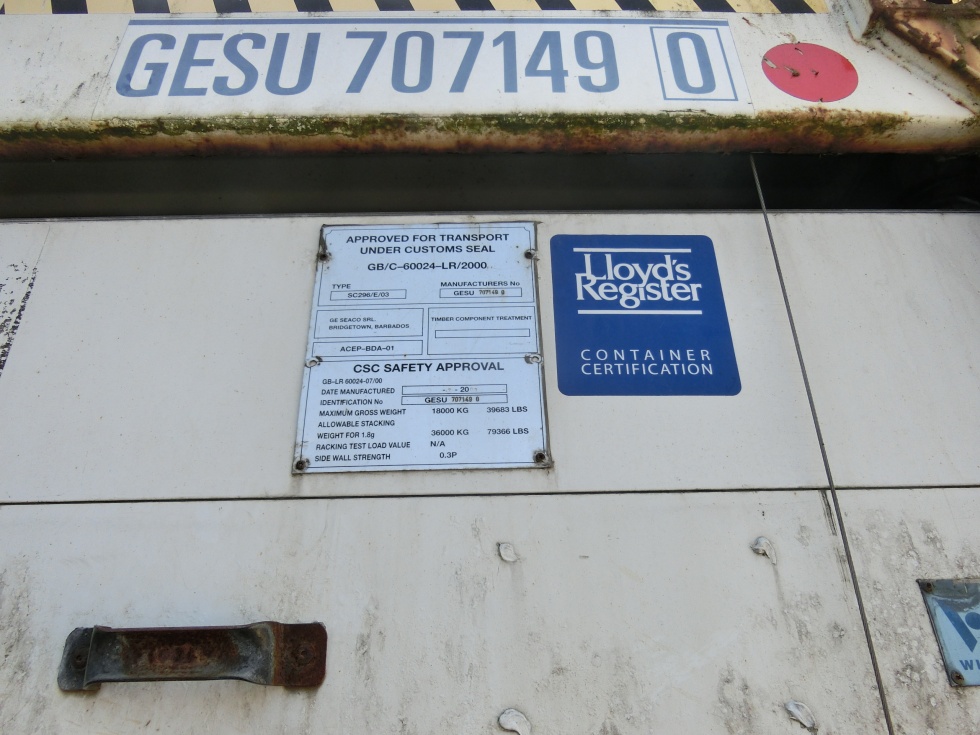 GESU 707149 0
APPROVED FOR TRANSPORT
UNDER CUSTOMS SEAL
GB/C-60024-LR/2000
TYPE
SC296/E/03
MANUFACTURERS No
GESU 707149 0
GE SEACO SRL.
BRIDGETOWN, BARBADOS
TIMBER COMPONENT TREATMENT
ACEP-BDA-01
CSC SAFETY APPROVAL
GB-LR 60024-07/00
DATE MANUFACTURED
IDENTIFICATION No GESU 707149 0
MAXIMUM GROSS WEIGHT 18000 KG 39683 LBS
ALLOWABLE STACKING
WEIGHT FOR 1.8g 36000 KG 79366 LBS
RACKING TEST LOAD VALUE N/A
SIDE WALL STRENGTH 0.3P
Lloyd's
Register
CONTAINER
CERTIFICATION